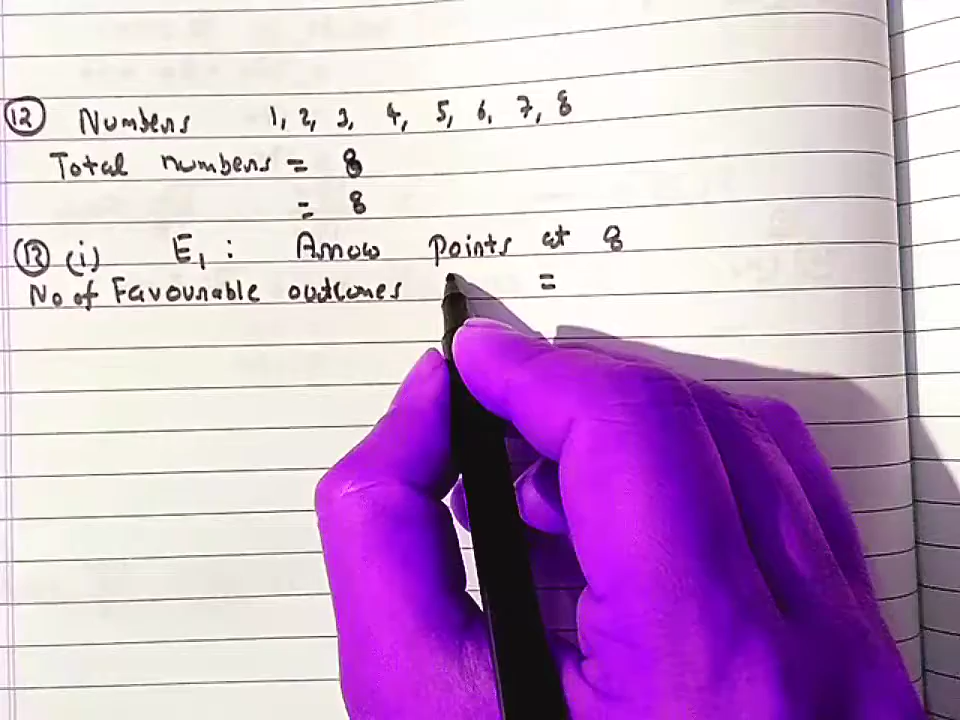 12 Numbers 1, 2, 3, 4, 5, 6, 7, 8
Total numbers = 8
= 8
12 (i) E1 : Arrow Points at 8
No of Favourable outcomes =